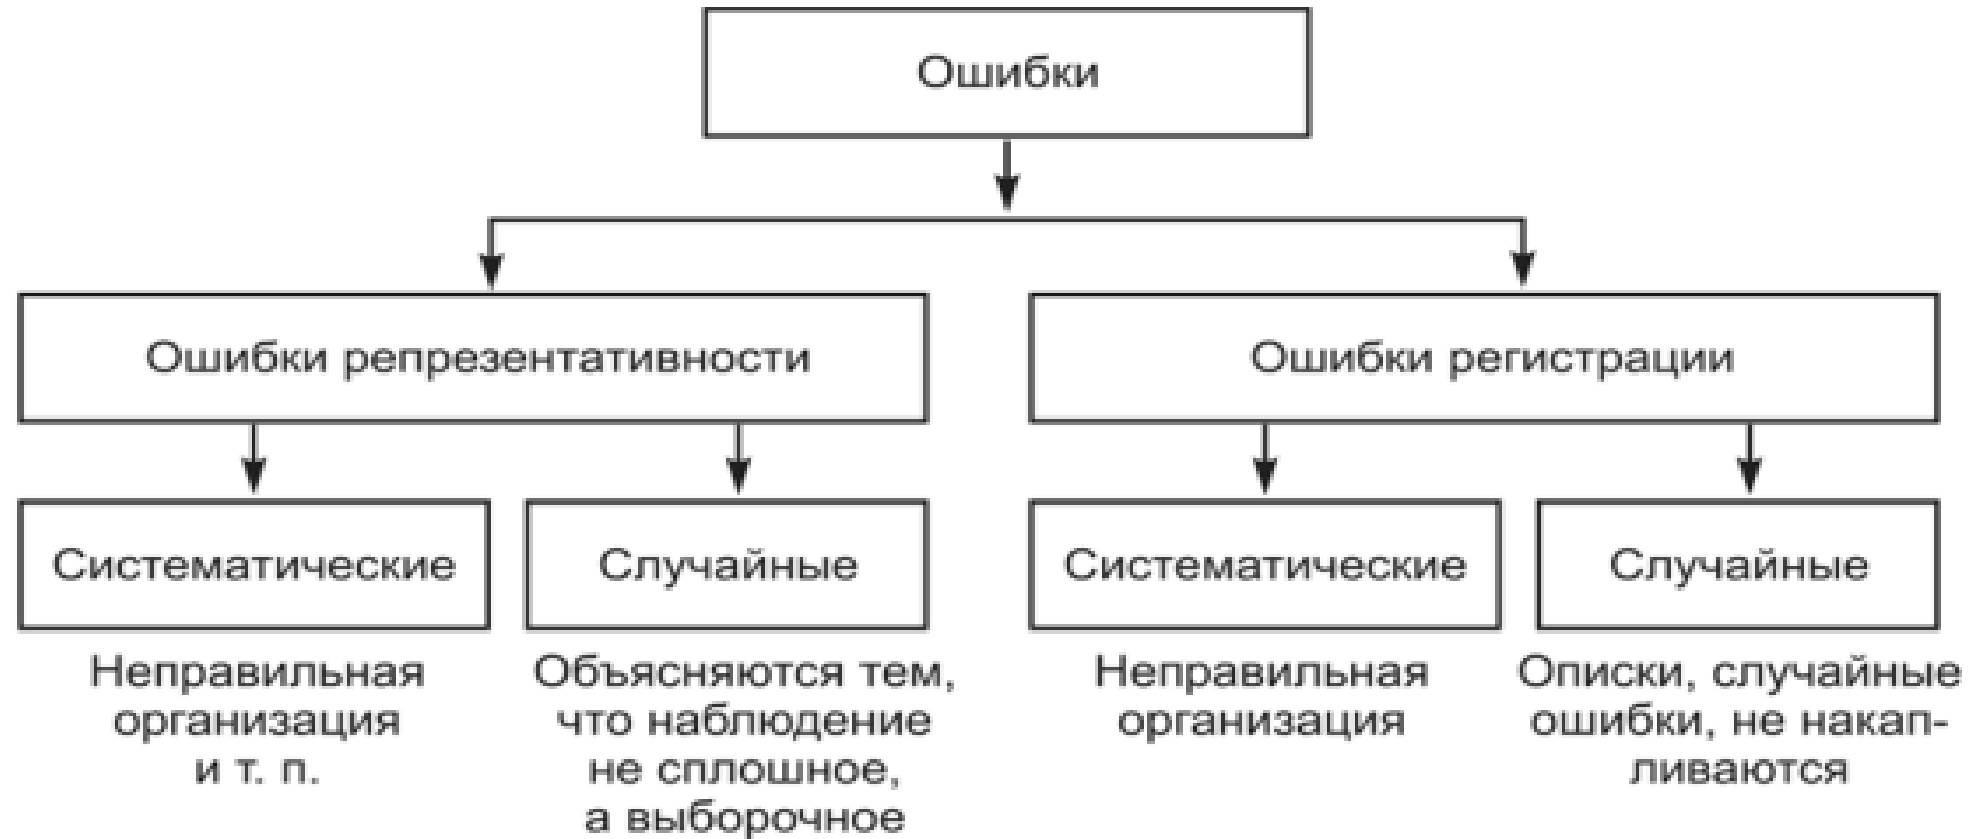 Ошибки
Ошибки репрезентативности
Ошибки регистрации
Систематические
Случайные
Систематические
Случайные
Неправильная
организация
и т. п.
Объясняются тем,
что наблюдение
не сплошное,
а выборочное
Неправильная
организация
Описки, случайные
ошибки, не накап-
ливаются